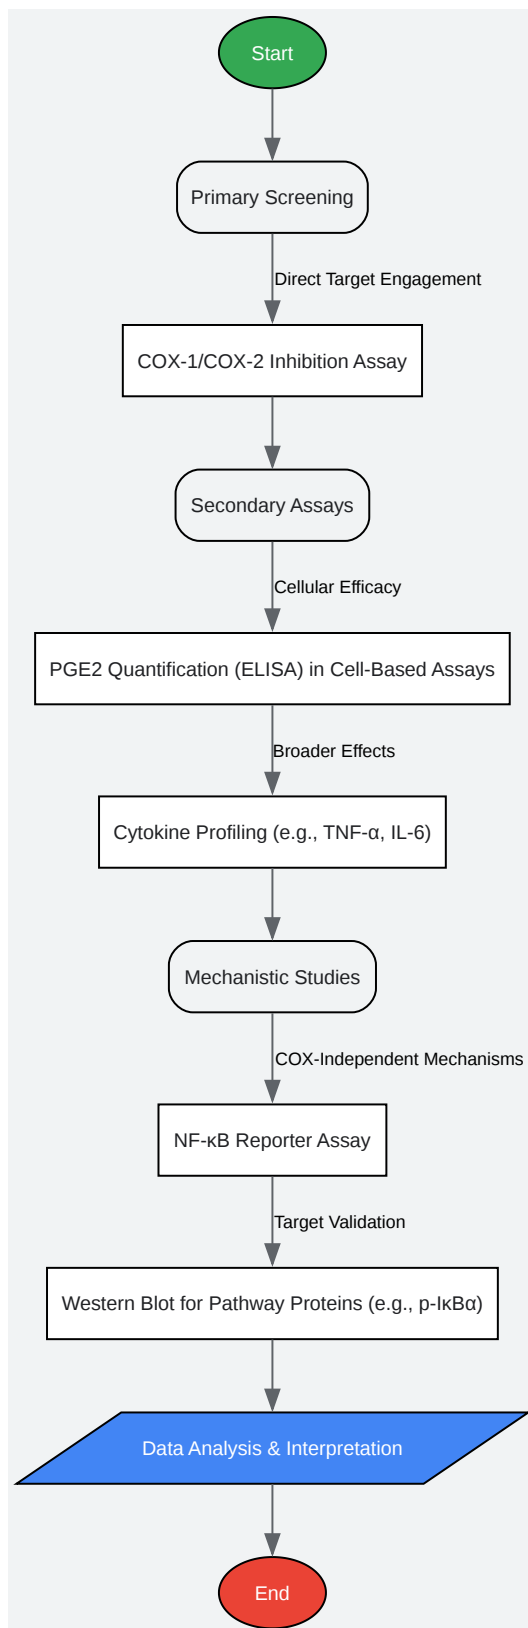 Start
Primary Screening
Direct Target Engagement
COX-1/COX-2 Inhibition Assay
Secondary Assays
Cellular Efficacy
PGE2 Quantification (ELISA) in Cell-Based Assays
Broader Effects
Cytokine Profiling (e.g., TNF-α, IL-6)
Mechanistic Studies
COX-Independent Mechanisms
NF-κB Reporter Assay
Target Validation
Western Blot for Pathway Proteins (e.g., p-IκBα)
Data Analysis & Interpretation
End